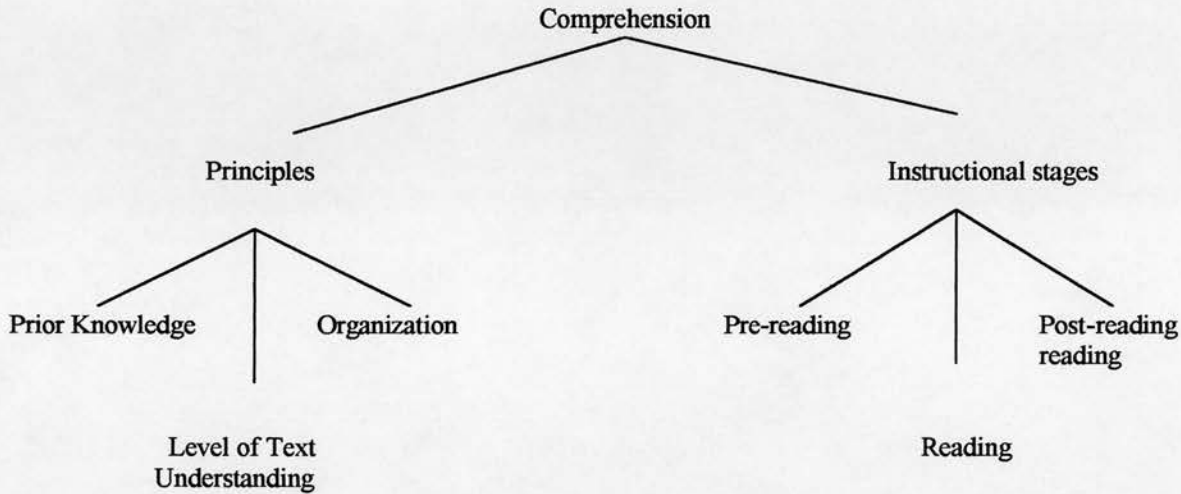 Comprehension
Principles
Instructional stages
Prior Knowledge
Organization
Pre-reading
Post-reading
reading
Level of Text
Understanding
Reading